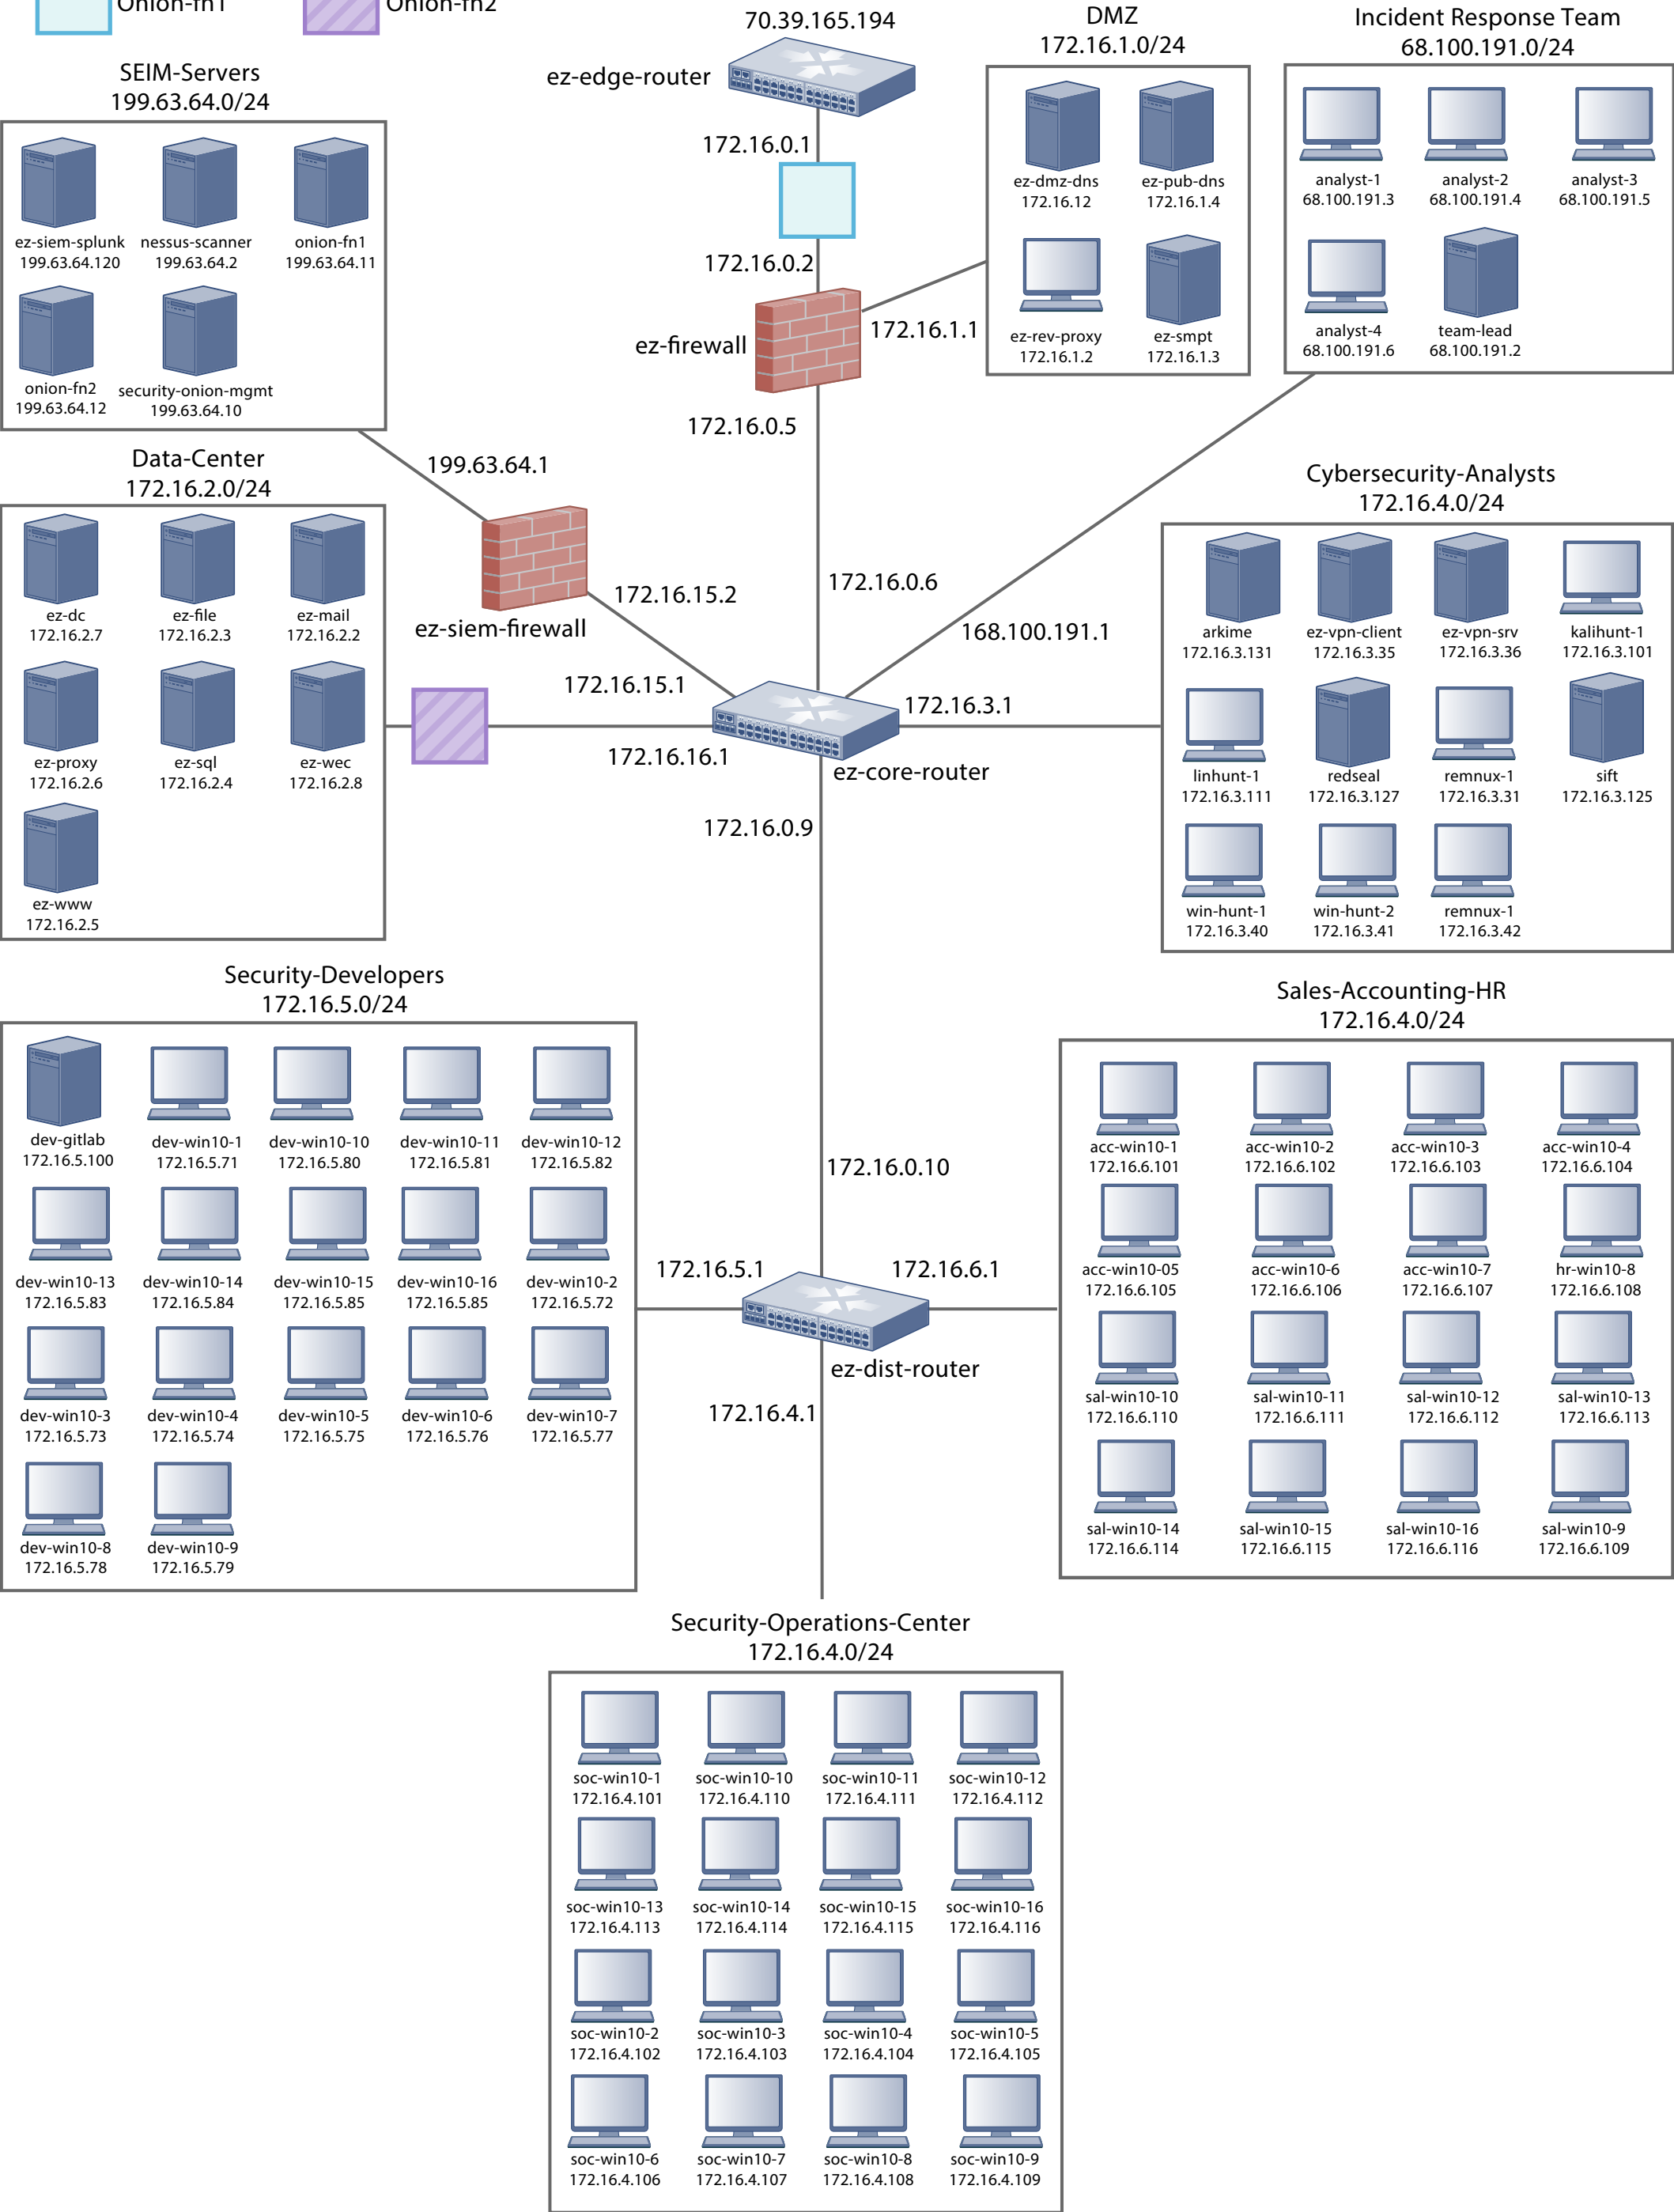 Onion-fn1
Onion-fn2
70.39.165.194
ez-edge-router
172.16.0.1
172.16.0.2
ez-firewall
172.16.1.1
172.16.0.5
DMZ
172.16.1.0/24
ez-dmz-dns
172.16.12
ez-pub-dns
172.16.1.4
ez-rev-proxy
172.16.1.2
ez-smpt
172.16.1.3
Incident Response Team
68.100.191.0/24
analyst-1
68.100.191.3
analyst-2
68.100.191.4
analyst-3
68.100.191.5
analyst-4
68.100.191.6
team-lead
68.100.191.2
SEIM-Servers
199.63.64.0/24
ez-siem-splunk
199.63.64.120
nessus-scanner
199.63.64.2
onion-fn1
199.63.64.11
onion-fn2
199.63.64.12
security-onion-mgmt
199.63.64.10
199.63.64.1
ez-siem-firewall
172.16.15.2
172.16.15.1
172.16.0.6
168.100.191.1
172.16.3.1
172.16.16.1
ez-core-router
172.16.0.9
Data-Center
172.16.2.0/24
ez-dc
172.16.2.7
ez-file
172.16.2.3
ez-mail
172.16.2.2
ez-proxy
172.16.2.6
ez-sql
172.16.2.4
ez-wec
172.16.2.8
ez-www
172.16.2.5
Cybersecurity-Analysts
172.16.4.0/24
arkime
172.16.3.131
ez-vpn-client
172.16.3.35
ez-vpn-srv
172.16.3.36
kalihunt-1
172.16.3.101
linhunt-1
172.16.3.111
redseal
172.16.3.127
remnux-1
172.16.3.31
sift
172.16.3.125
win-hunt-1
172.16.3.40
win-hunt-2
172.16.3.41
remnux-1
172.16.3.42
Security-Developers
172.16.5.0/24
dev-gitlab
172.16.5.100
dev-win10-1
172.16.5.71
dev-win10-10
172.16.5.80
dev-win10-11
172.16.5.81
dev-win10-12
172.16.5.82
dev-win10-13
172.16.5.83
dev-win10-14
172.16.5.84
dev-win10-15
172.16.5.85
dev-win10-16
172.16.5.85
dev-win10-2
172.16.5.72
dev-win10-3
172.16.5.73
dev-win10-4
172.16.5.74
dev-win10-5
172.16.5.75
dev-win10-6
172.16.5.76
dev-win10-7
172.16.5.77
dev-win10-8
172.16.5.78
dev-win10-9
172.16.5.79
172.16.0.10
172.16.5.1
172.16.6.1
ez-dist-router
172.16.4.1
Sales-Accounting-HR
172.16.4.0/24
acc-win10-1
172.16.6.101
acc-win10-2
172.16.6.102
acc-win10-3
172.16.6.103
acc-win10-4
172.16.6.104
acc-win10-05
172.16.6.105
acc-win10-6
172.16.6.106
acc-win10-7
172.16.6.107
hr-win10-8
172.16.6.108
sal-win10-10
172.16.6.110
sal-win10-11
172.16.6.111
sal-win10-12
172.16.6.112
sal-win10-13
172.16.6.113
sal-win10-14
172.16.6.114
sal-win10-15
172.16.6.115
sal-win10-16
172.16.6.116
sal-win10-9
172.16.6.109
Security-Operations-Center
172.16.4.0/24
soc-win10-1
172.16.4.101
soc-win10-10
172.16.4.110
soc-win10-11
172.16.4.111
soc-win10-12
172.16.4.112
soc-win10-13
172.16.4.113
soc-win10-14
172.16.4.114
soc-win10-15
172.16.4.115
soc-win10-16
172.16.4.116
soc-win10-2
172.16.4.102
soc-win10-3
172.16.4.103
soc-win10-4
172.16.4.104
soc-win10-5
172.16.4.105
soc-win10-6
172.16.4.106
soc-win10-7
172.16.4.107
soc-win10-8
172.16.4.108
soc-win10-9
172.16.4.109